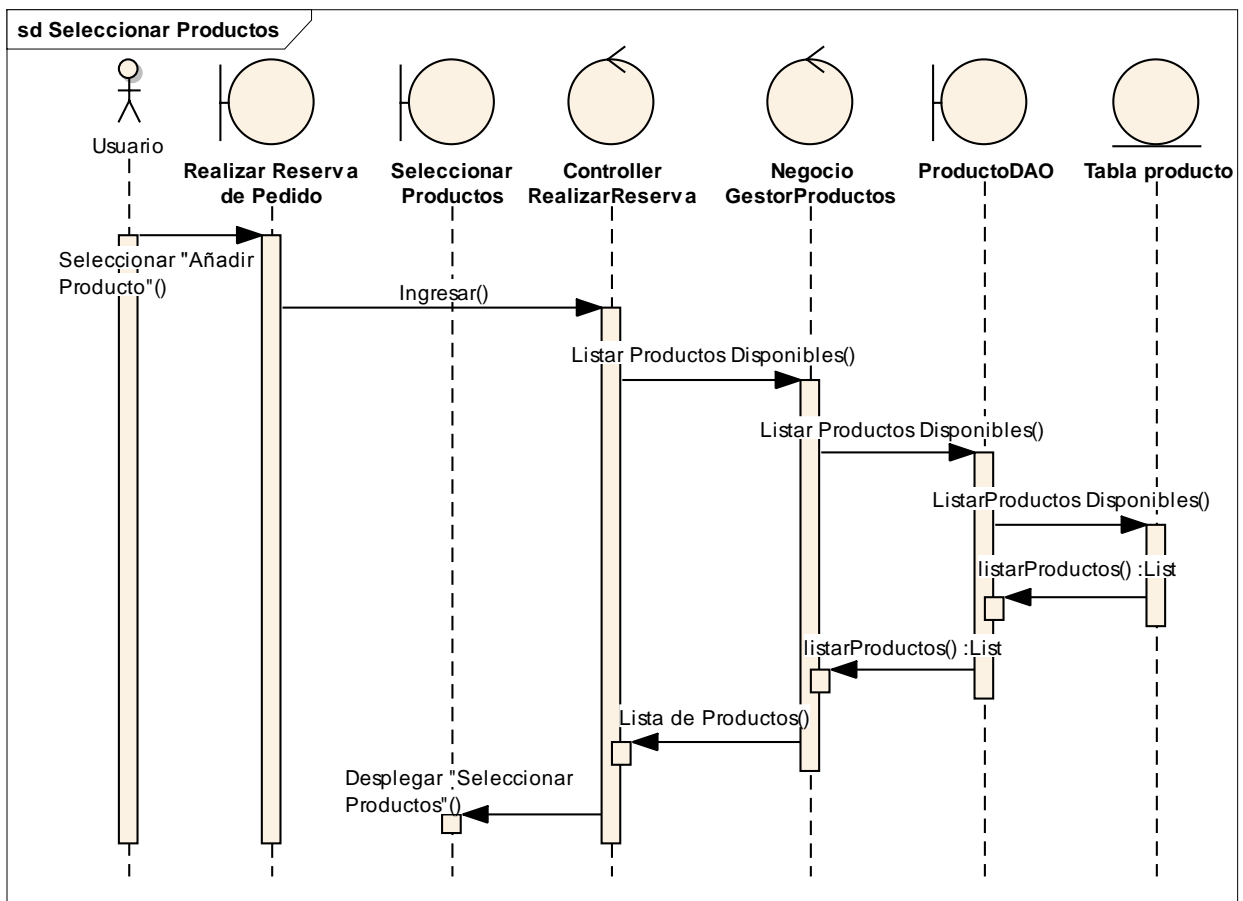 sd Seleccionar Productos
Usuario
Realizar Reserva
de Pedido
Seleccionar
Productos
Controller
RealizarReserva
Negocio
GestorProductos
ProductoDAO
Tabla producto
Seleccionar "Añadir
Producto"()
Ingresar()
Listar Productos Disponibles()
Listar Productos Disponibles()
ListarProductos Disponibles()
listarProductos() :List
listarProductos() :List
Lista de Productos()
Desplegar "Seleccionar
Productos"()